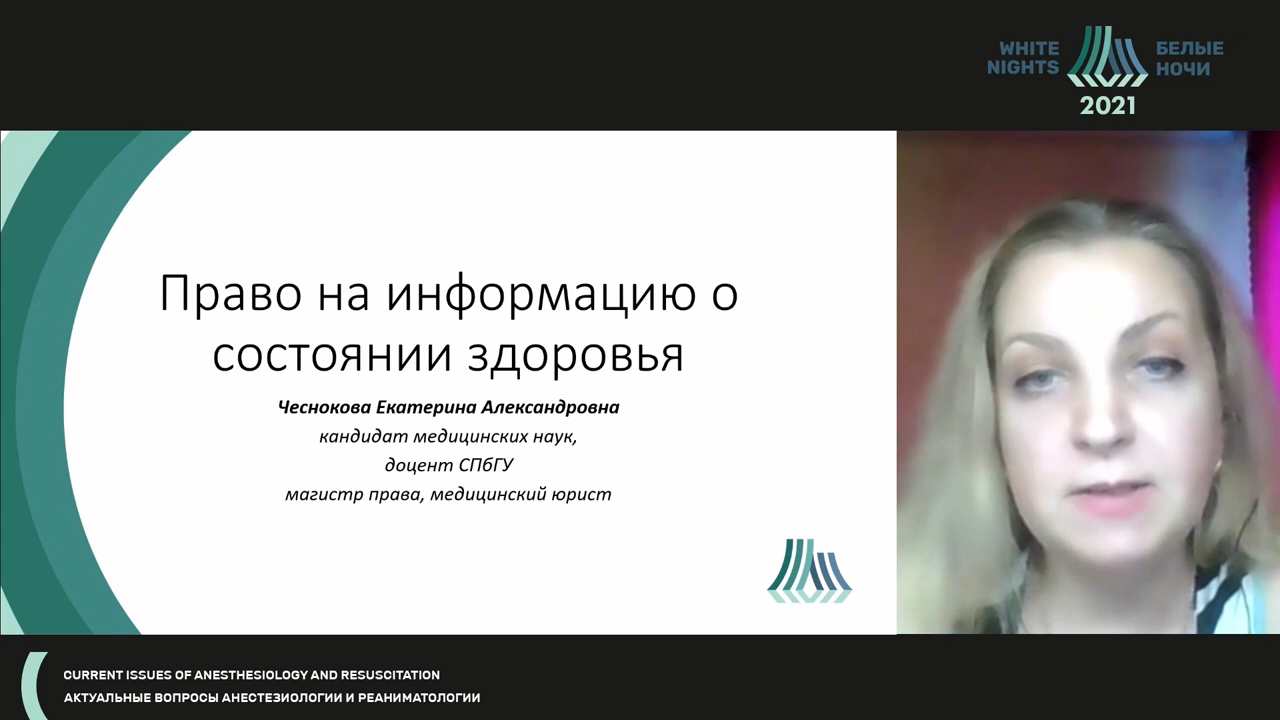 WHITE
NIGHTS
БЕЛЫЕ
НОЧИ
2021
Право на информацию о
состоянии здоровья
Чеснокова Екатерина Александровна
кандидат медицинских наук,
доцент СПбГУ
магистр права, медицинский юрист
CURRENT ISSUES OF ANESTHESIOLOGY AND RESUSCITATION
АКТУАЛЬНЫЕ ВОПРОСЫ АНЕСТЕЗИОЛОГИИ И РЕАНИМАТОЛОГИИ